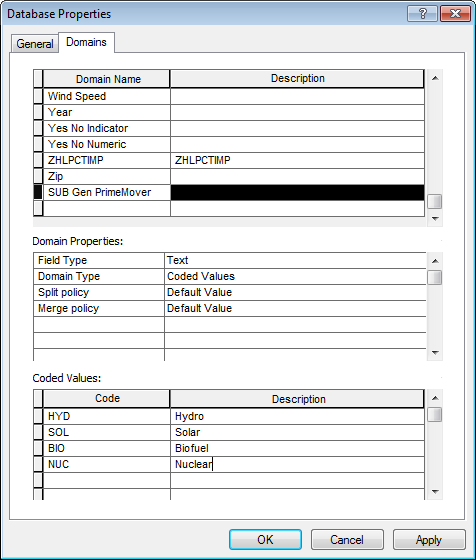 Database Properties
General Domains
Domain Name Description
Wind Speed
Year
Yes No Indicator
Yes No Numeric
ZHLPCTIMP ZHLPCTIMP
Zip
SUB Gen PrimeMover
Domain Properties:
Field Type Text
Domain Type Coded Values
Split policy Default Value
Merge policy Default Value
Coded Values:
Code Description
HYD Hydro
SOL Solar
BIO Biofuel
NUC Nuclear
OK Cancel Apply